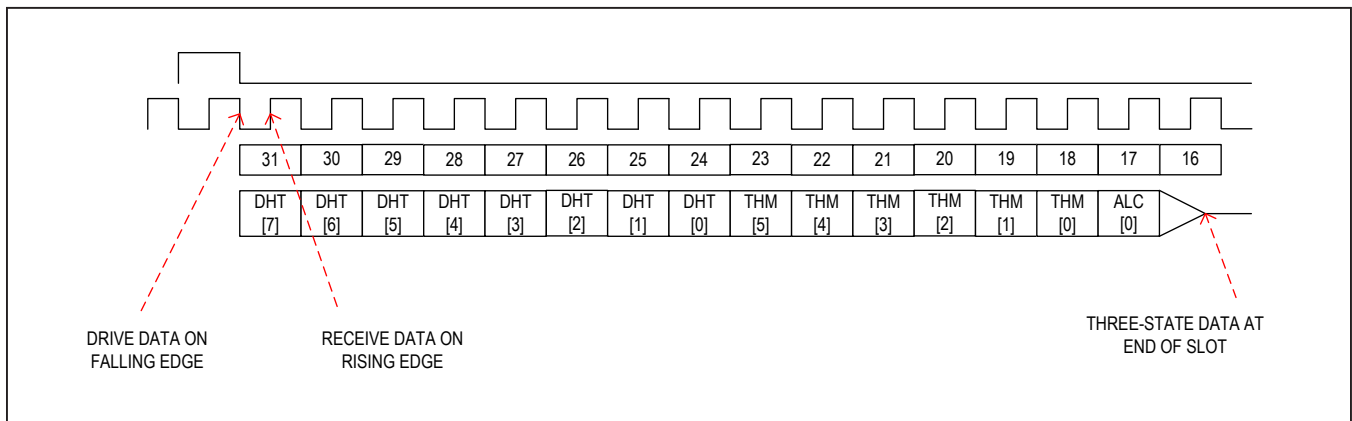 31 30 29 28 27 26 25 24 23 22 21 20 19 18 17 16
DHT DHT DHT DHT DHT DHT DHT DHT THM THM THM THM THM THM ALC
[7] [6] [5] [4] [3] [2] [1] [0] [5] [4] [3] [2] [1] [0] [0]
DRIVE DATA ON
FALLING EDGE
RECEIVE DATA ON
RISING EDGE
THREE-STATE DATA AT
END OF SLOT